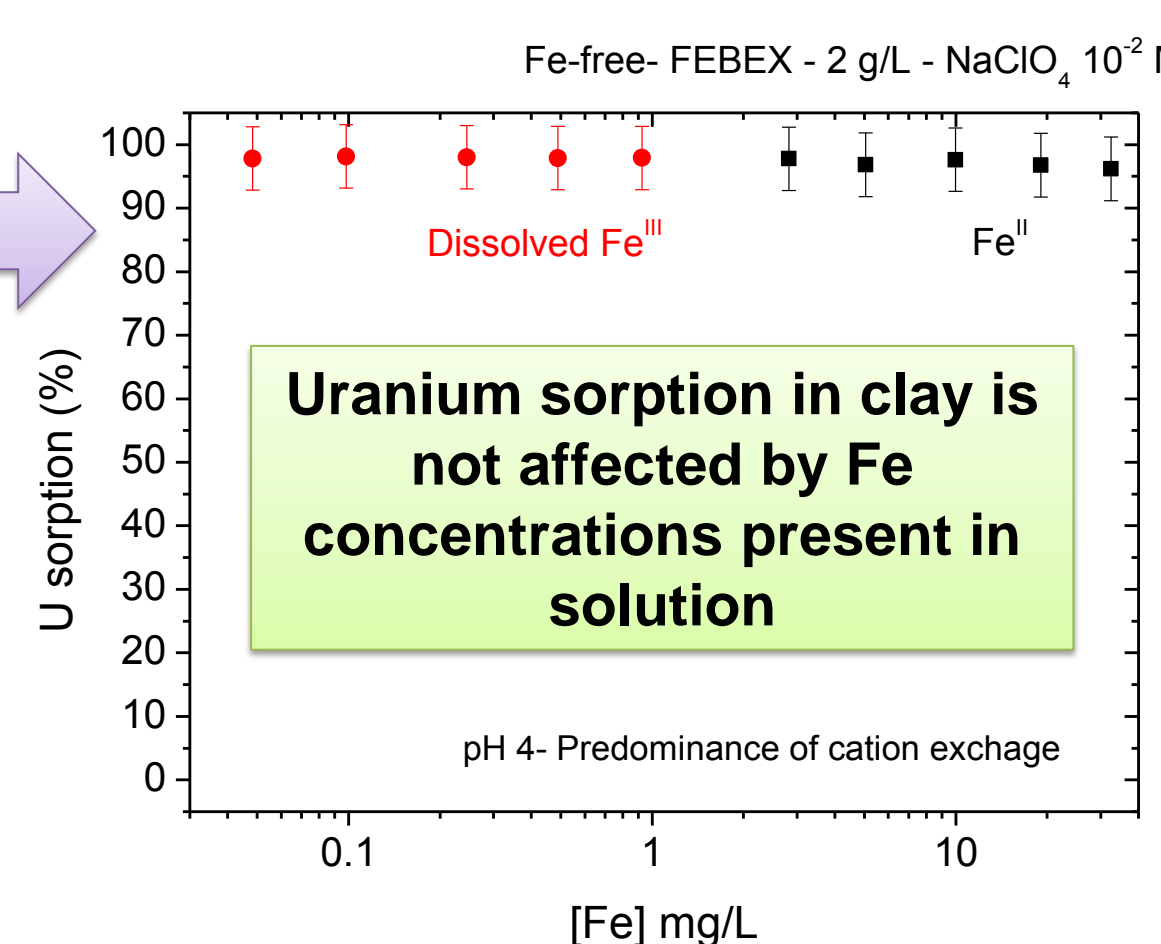 Fe-free- FEBEX - 2 g/L - NaClO₄ 10⁻² M
100
90
80
70
60
50
40
30
20
10
0
U sorption (%)
Dissolved Feᴵᴵᴵ
Feᴵᴵ
Uranium sorption in clay is
not affected by Fe
concentrations present in
solution
pH 4- Predominance of cation exchage
0.1
1
10
[Fe] mg/L